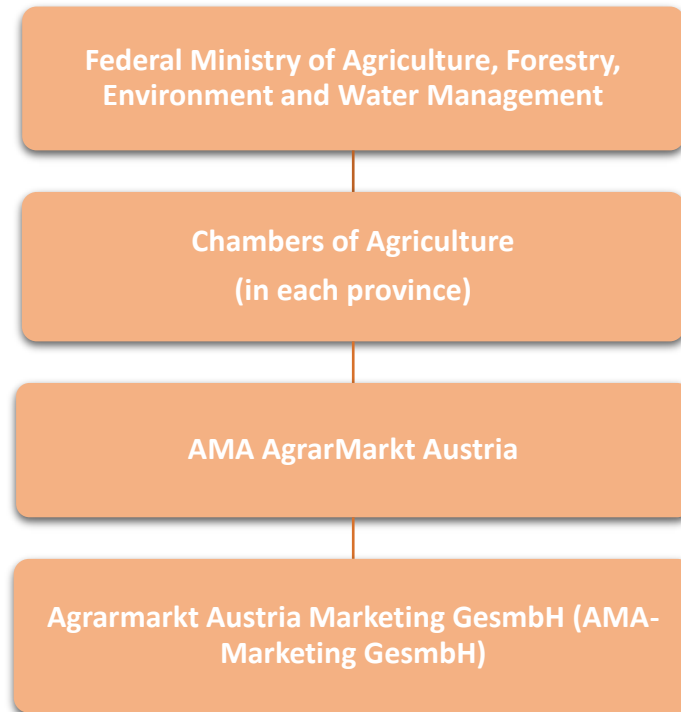 Federal Ministry of Agriculture, Forestry,
Environment and Water Management
Chambers of Agriculture
(in each province)
AMA AgrarMarkt Austria
Agrarmarkt Austria Marketing GesmbH (AMA-
Marketing GesmbH)